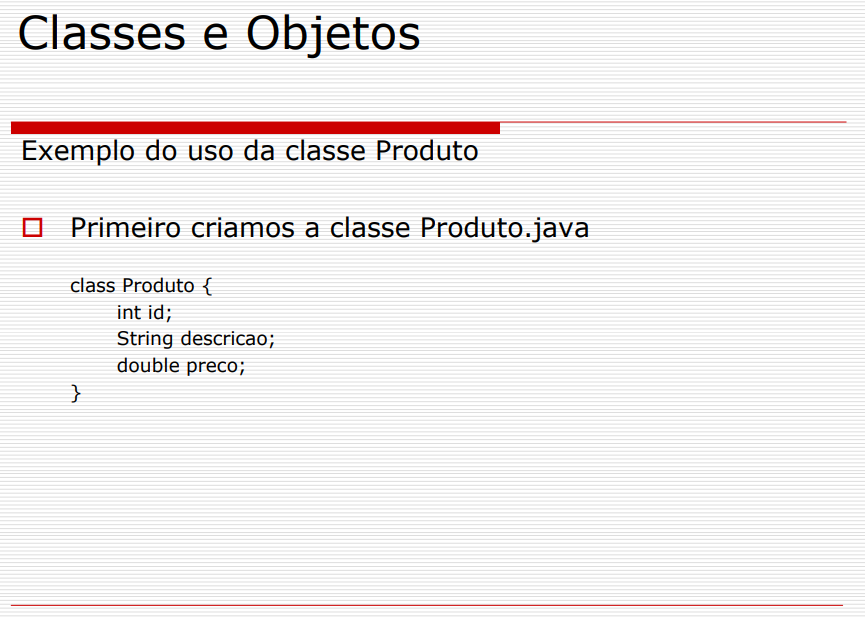 Classes e Objetos
Exemplo do uso da classe Produto
Primeiro criamos a classe Produto.java
class Produto {
int id;
String descricao;
double preco;
}